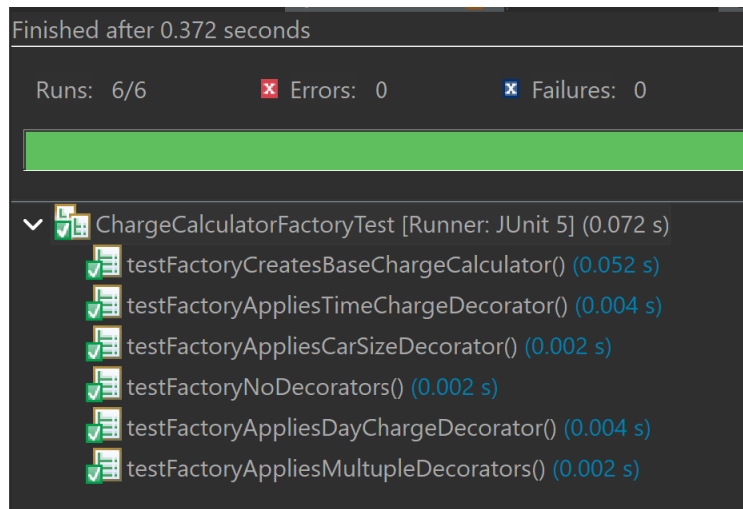 Finished after 0.372 seconds
Runs: 6/6 Errors: 0 Failures: 0
ChargeCalculatorFactoryTest [Runner: JUnit 5] (0.072 s)
testFactoryCreatesBaseChargeCalculator() (0.052 s)
testFactoryAppliesTimeChargeDecorator() (0.004 s)
testFactoryAppliesCarSizeDecorator() (0.002 s)
testFactoryNoDecorators() (0.002 s)
testFactoryAppliesDayChargeDecorator() (0.004 s)
testFactoryAppliesMultupleDecorators() (0.002 s)